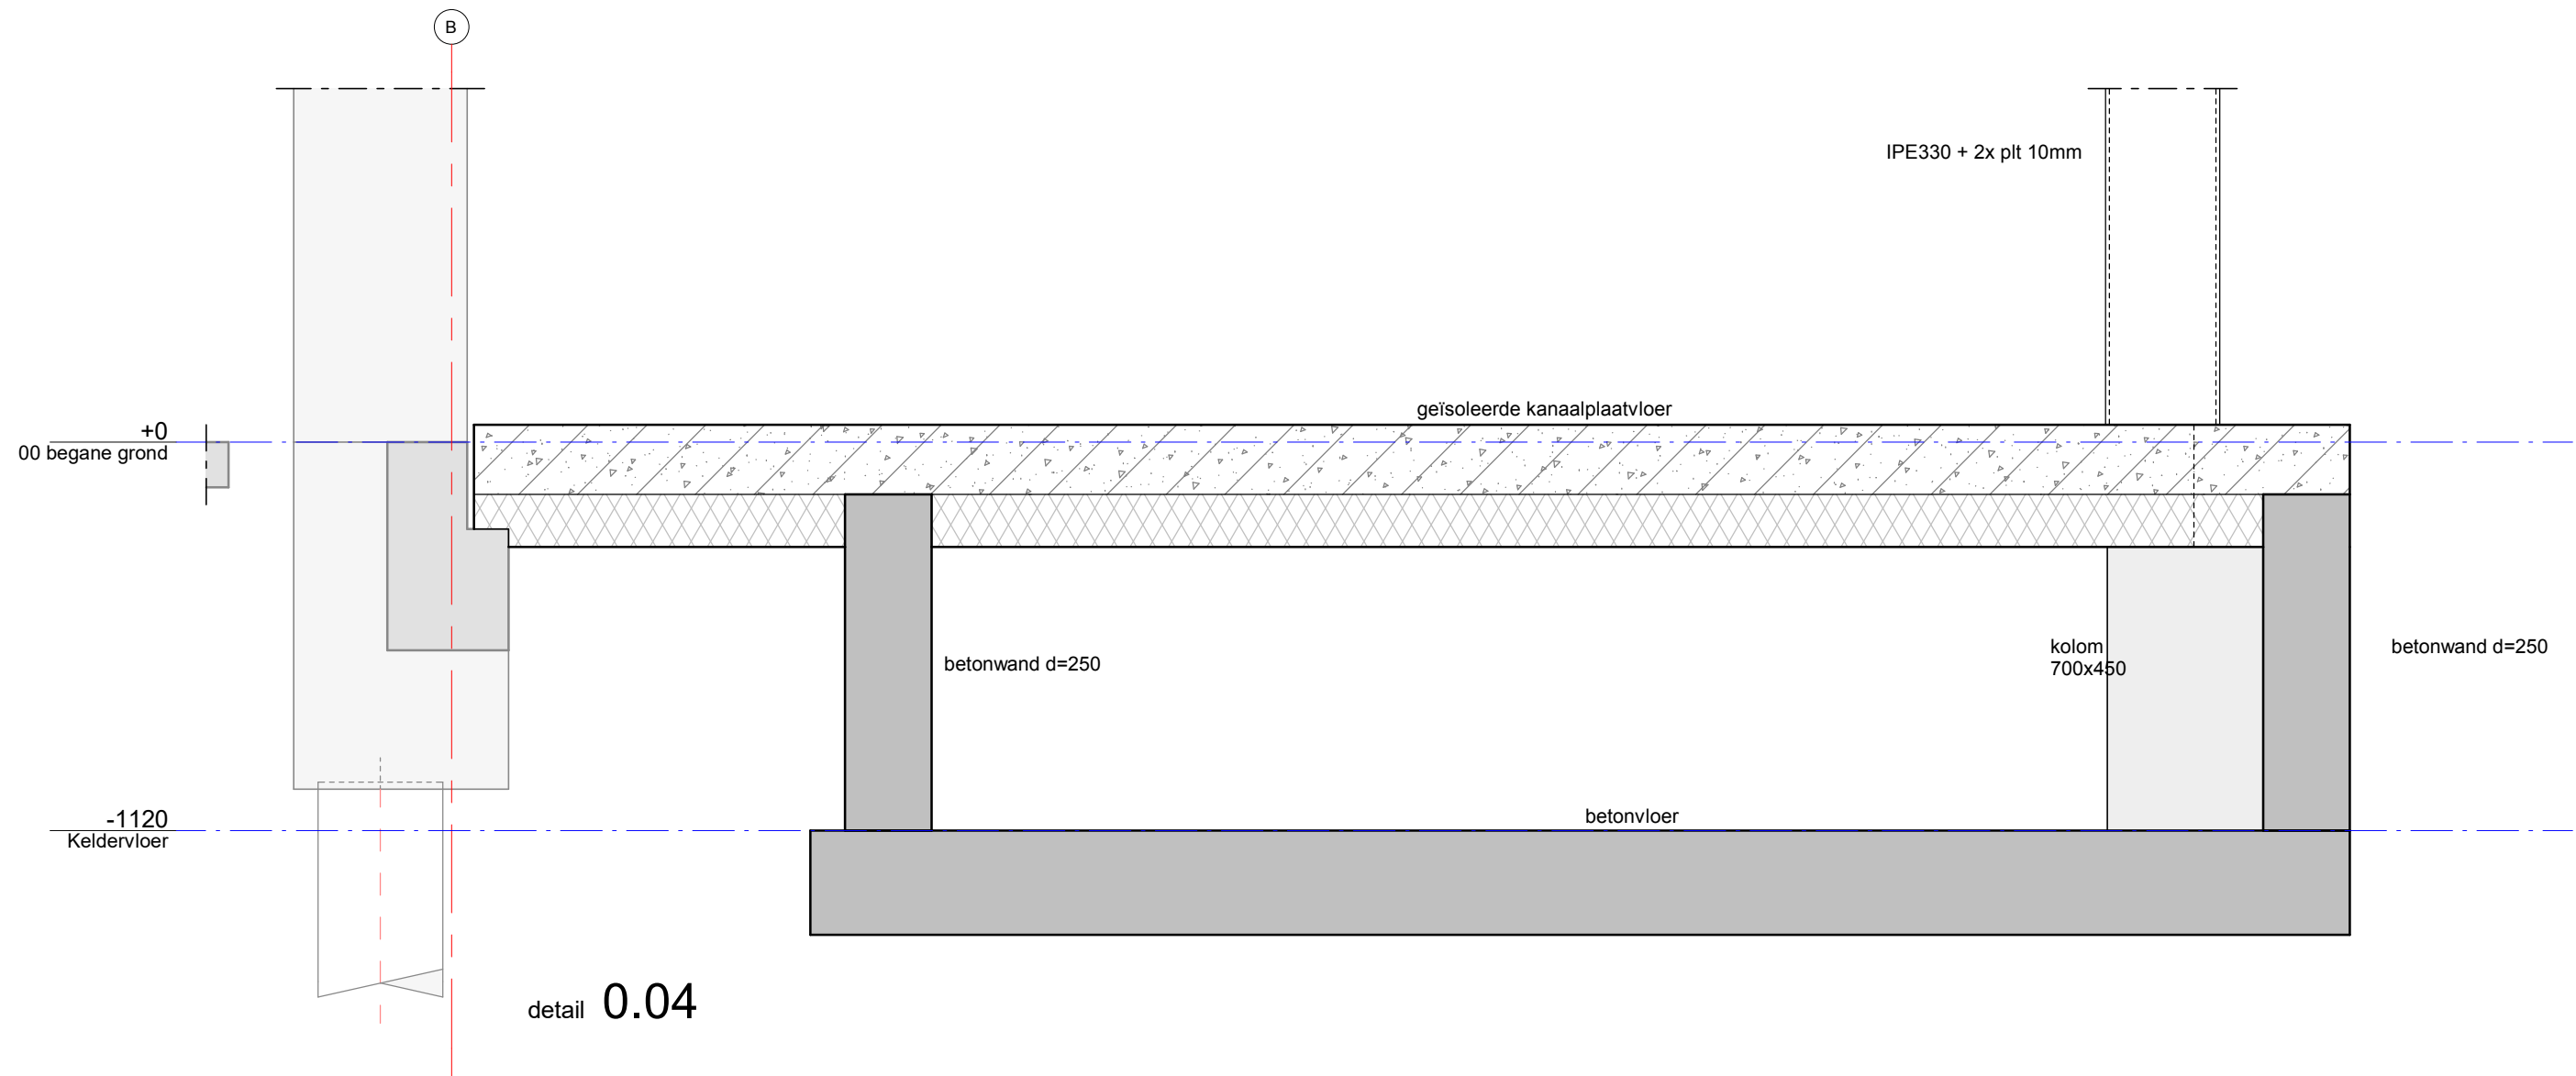 B
IPE330 + 2x plt 10mm
geïsoleerde kanaalplaatvloer
+0
00 begane grond
kolom
700x450
betonwand d=250
betonwand d=250
betonvloer
-1120
Keldervloer
detail 0.04